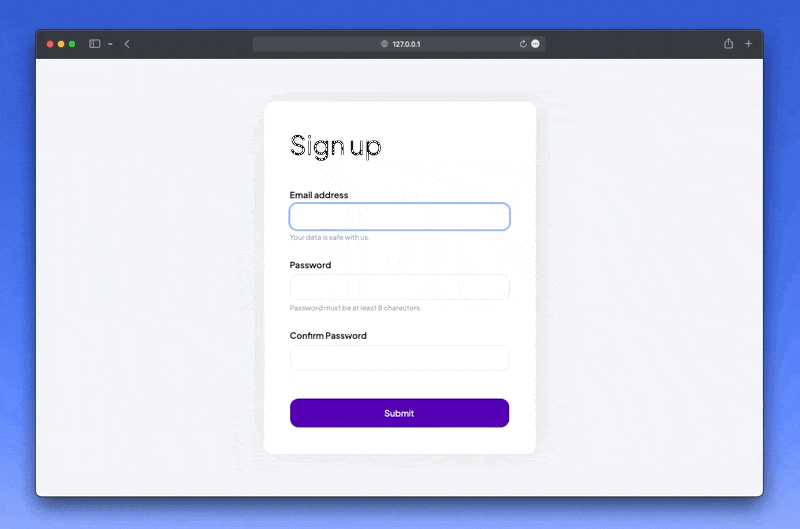 127.0.0.1
Sign up
Email address
Your data is safe with us.
Password
Password must be at least 8 characters.
Confirm Password
Submit